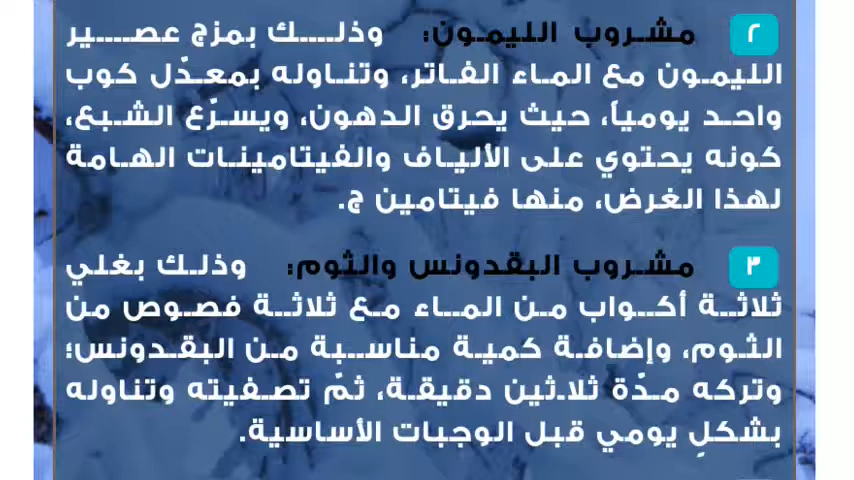 ٢ مشروب الليمون: وذلك بمزج عصير
الليمون مع الماء الفاتر، وتناوله بمعدّل كوب
واحد يومياً، حيث يحرق الدهون، ويسرّع الشبع،
كونه يحتوي على الألياف والفيتامينات الهامة
لهذا الغرض، منها فيتامين ج.
٣ مشروب البقدونس والثوم: وذلك بغلي
ثلاثة أكواب من الماء مع ثلاثة فصوص من
الثوم، وإضافة كمية مناسبة من البقدونس؛
وتركه مدّة ثلاثين دقيقة، ثمّ تصفيته وتناوله
بشكلٍ يومي قبل الوجبات الأساسية.